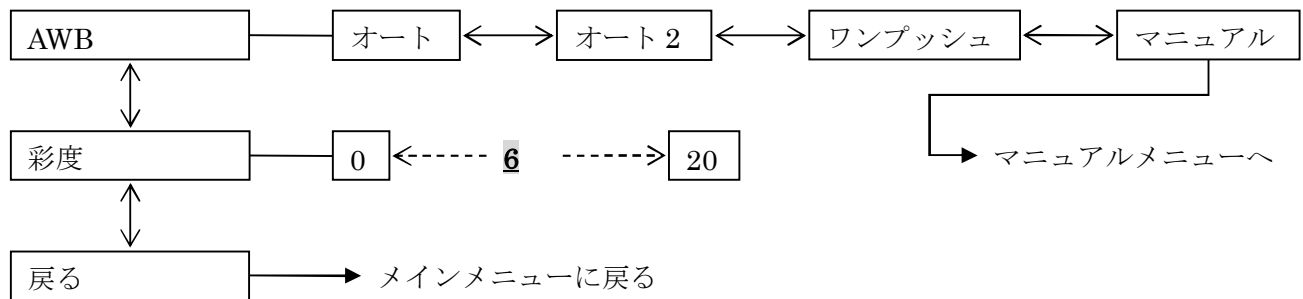 AWB オート オート2 ワンプッシュ マニュアル
彩度 0 6 20 マニュアルメニューへ
戻る メインメニューに戻る